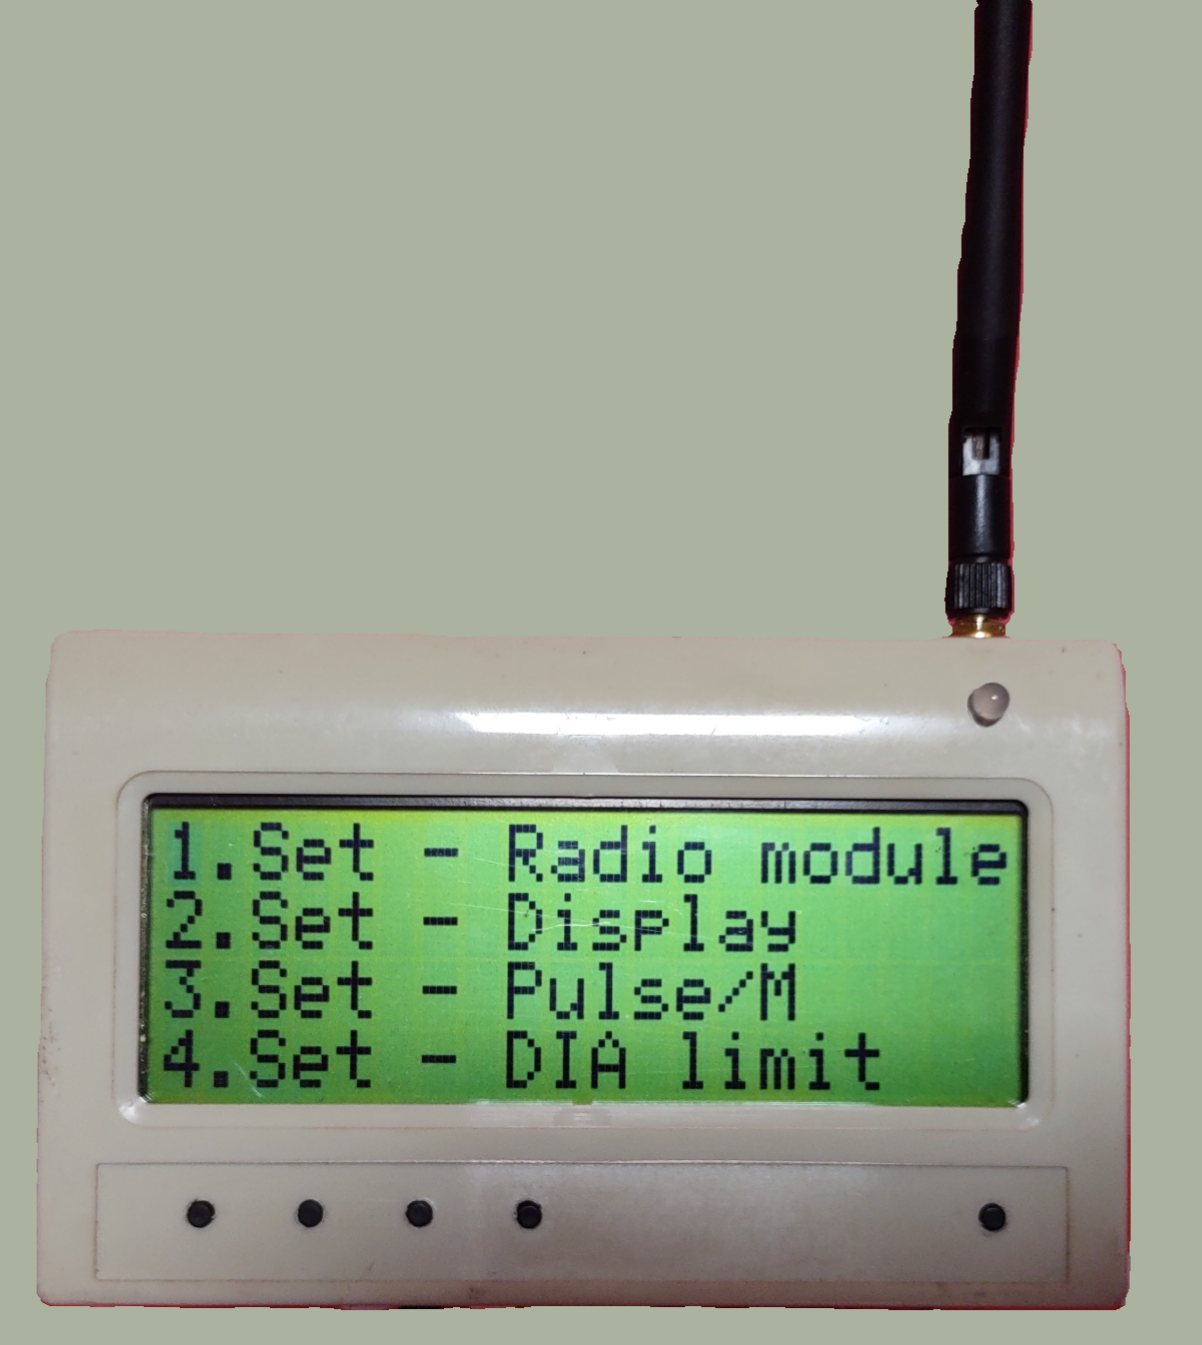 1.Set - Radio module
2.Set - Display
3.Set - Pulse/M
4.Set - DIA limit